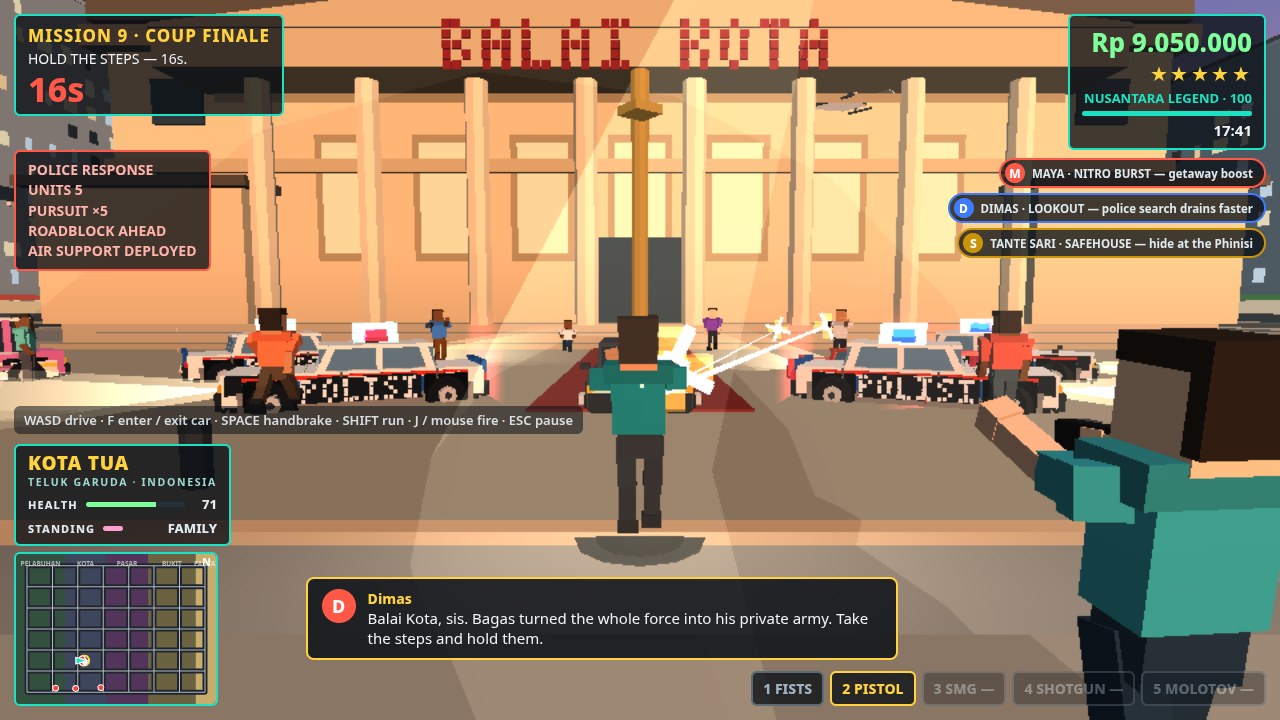 MISSION 9 · COUP FINALE
HOLD THE STEPS — 16s.
16s
BALAI KOTA
Rp 9.050.000
★★★★★
NUSANTARA LEGEND · 100
17:41
POLICE RESPONSE
UNITS 5
PURSUIT ×5
ROADBLOCK AHEAD
AIR SUPPORT DEPLOYED
M MAYA · NITRO BURST — getaway boost
D DIMAS · LOOKOUT — police search drains faster
S TANTE SARI · SAFEHOUSE — hide at the Phinisi
WASD drive · F enter / exit car · SPACE handbrake · SHIFT run · J / mouse fire · ESC pause
KOTA TUA
TELUK GARUDA · INDONESIA
HEALTH 71
STANDING FAMILY
PELABUHAN KOTA PASAR BUKIT N
D
Dimas
Balai Kota, sis. Bagas turned the whole force into his private army. Take
the steps and hold them.
1 FISTS 2 PISTOL 3 SMG — 4 SHOTGUN — 5 MOLOTOV —